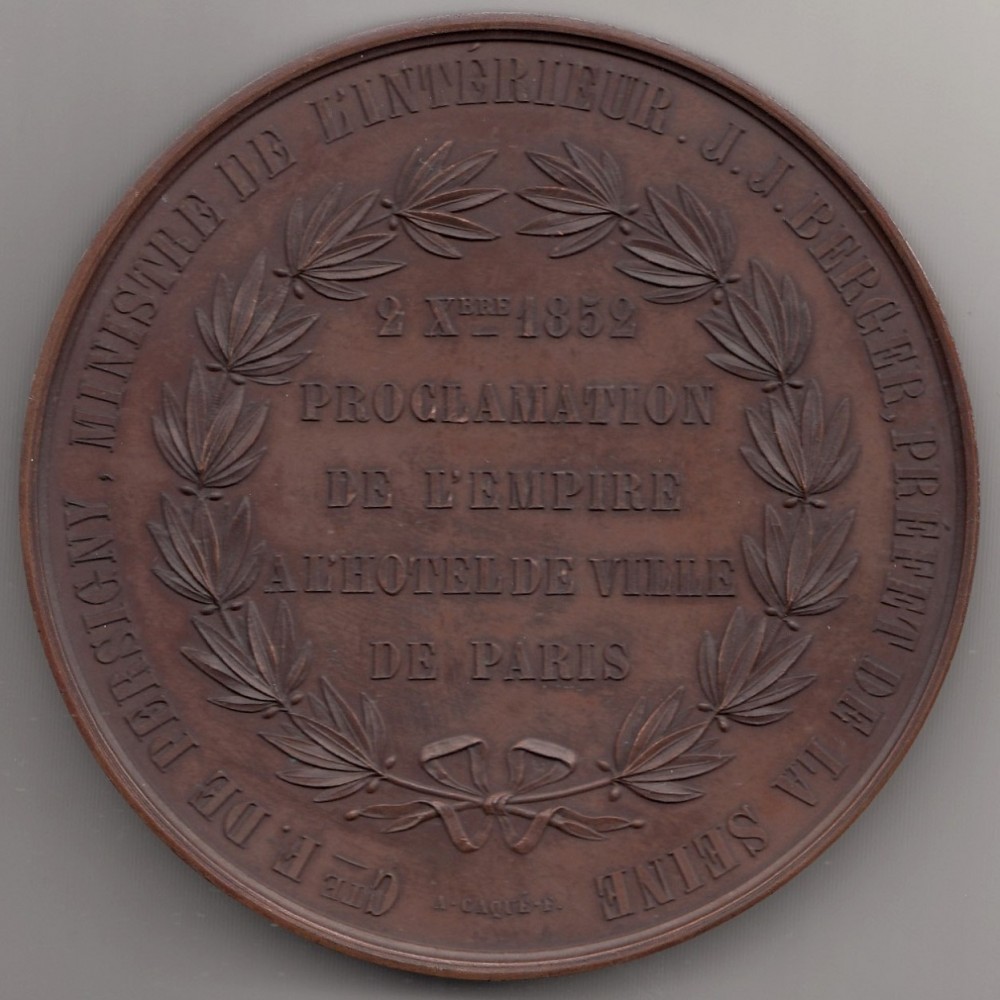 CTE F. DE PERSIGNY, MINISTRE DE L'INTÉRIEUR. J. J. BERGER, PRÉFET DE LA SEINE
2 XBRE 1852
PROCLAMATION
DE L'EMPIRE
A L'HOTEL DE VILLE
DE PARIS
A·CAQUÉ·F.